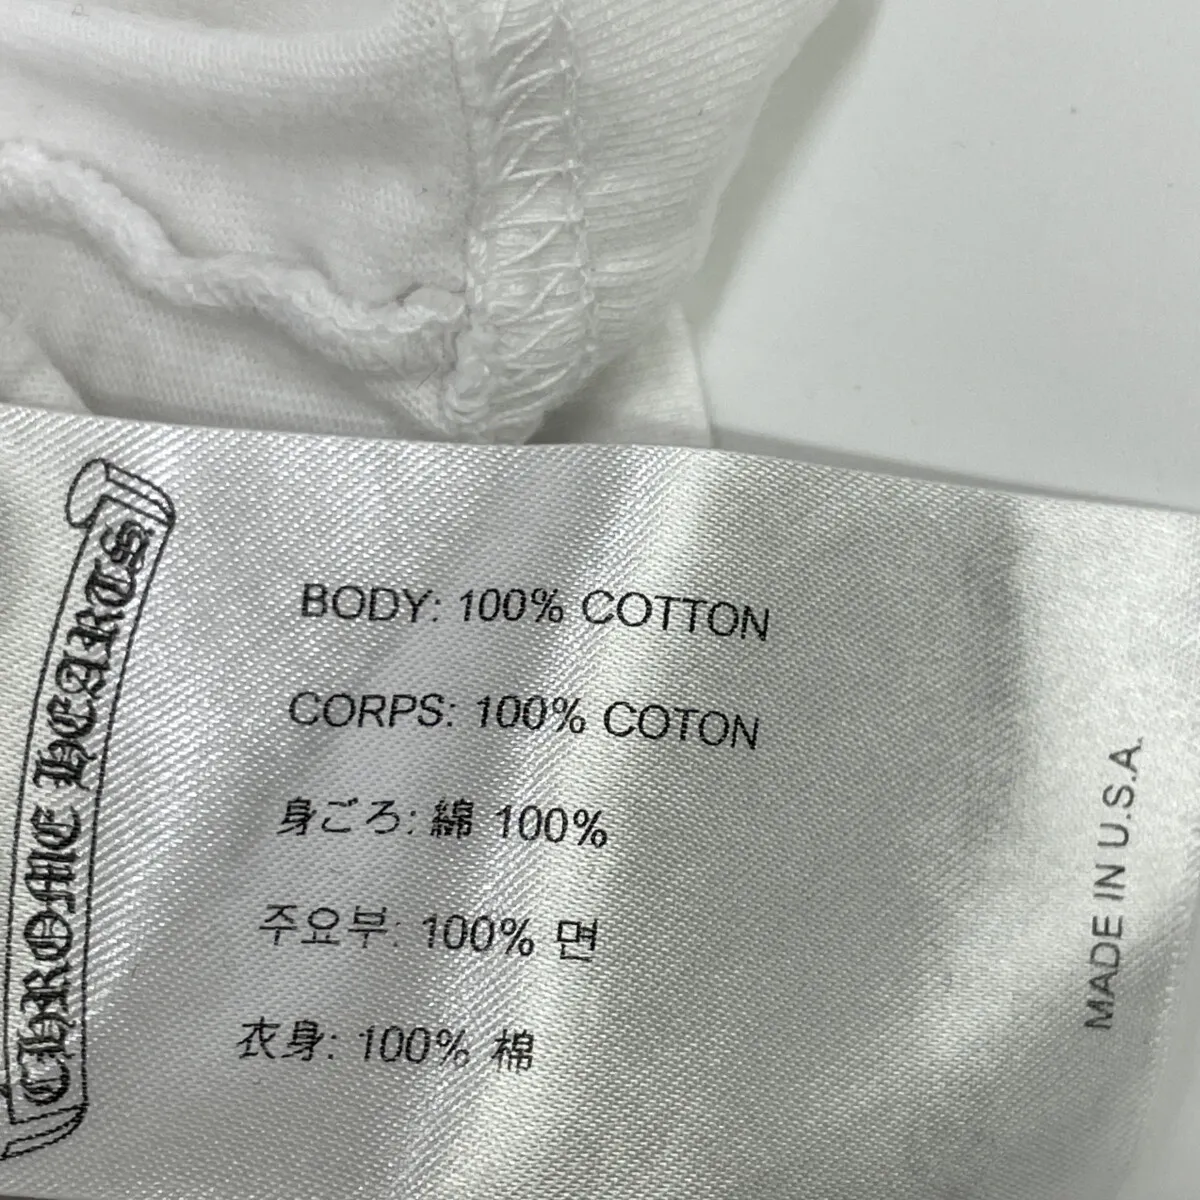 CHROME HEARTS
BODY: 100% COTTON
CORPS: 100% COTON
身ごろ: 綿 100%
주요부: 100% 면
衣身: 100% 棉
MADE IN U.S.A.